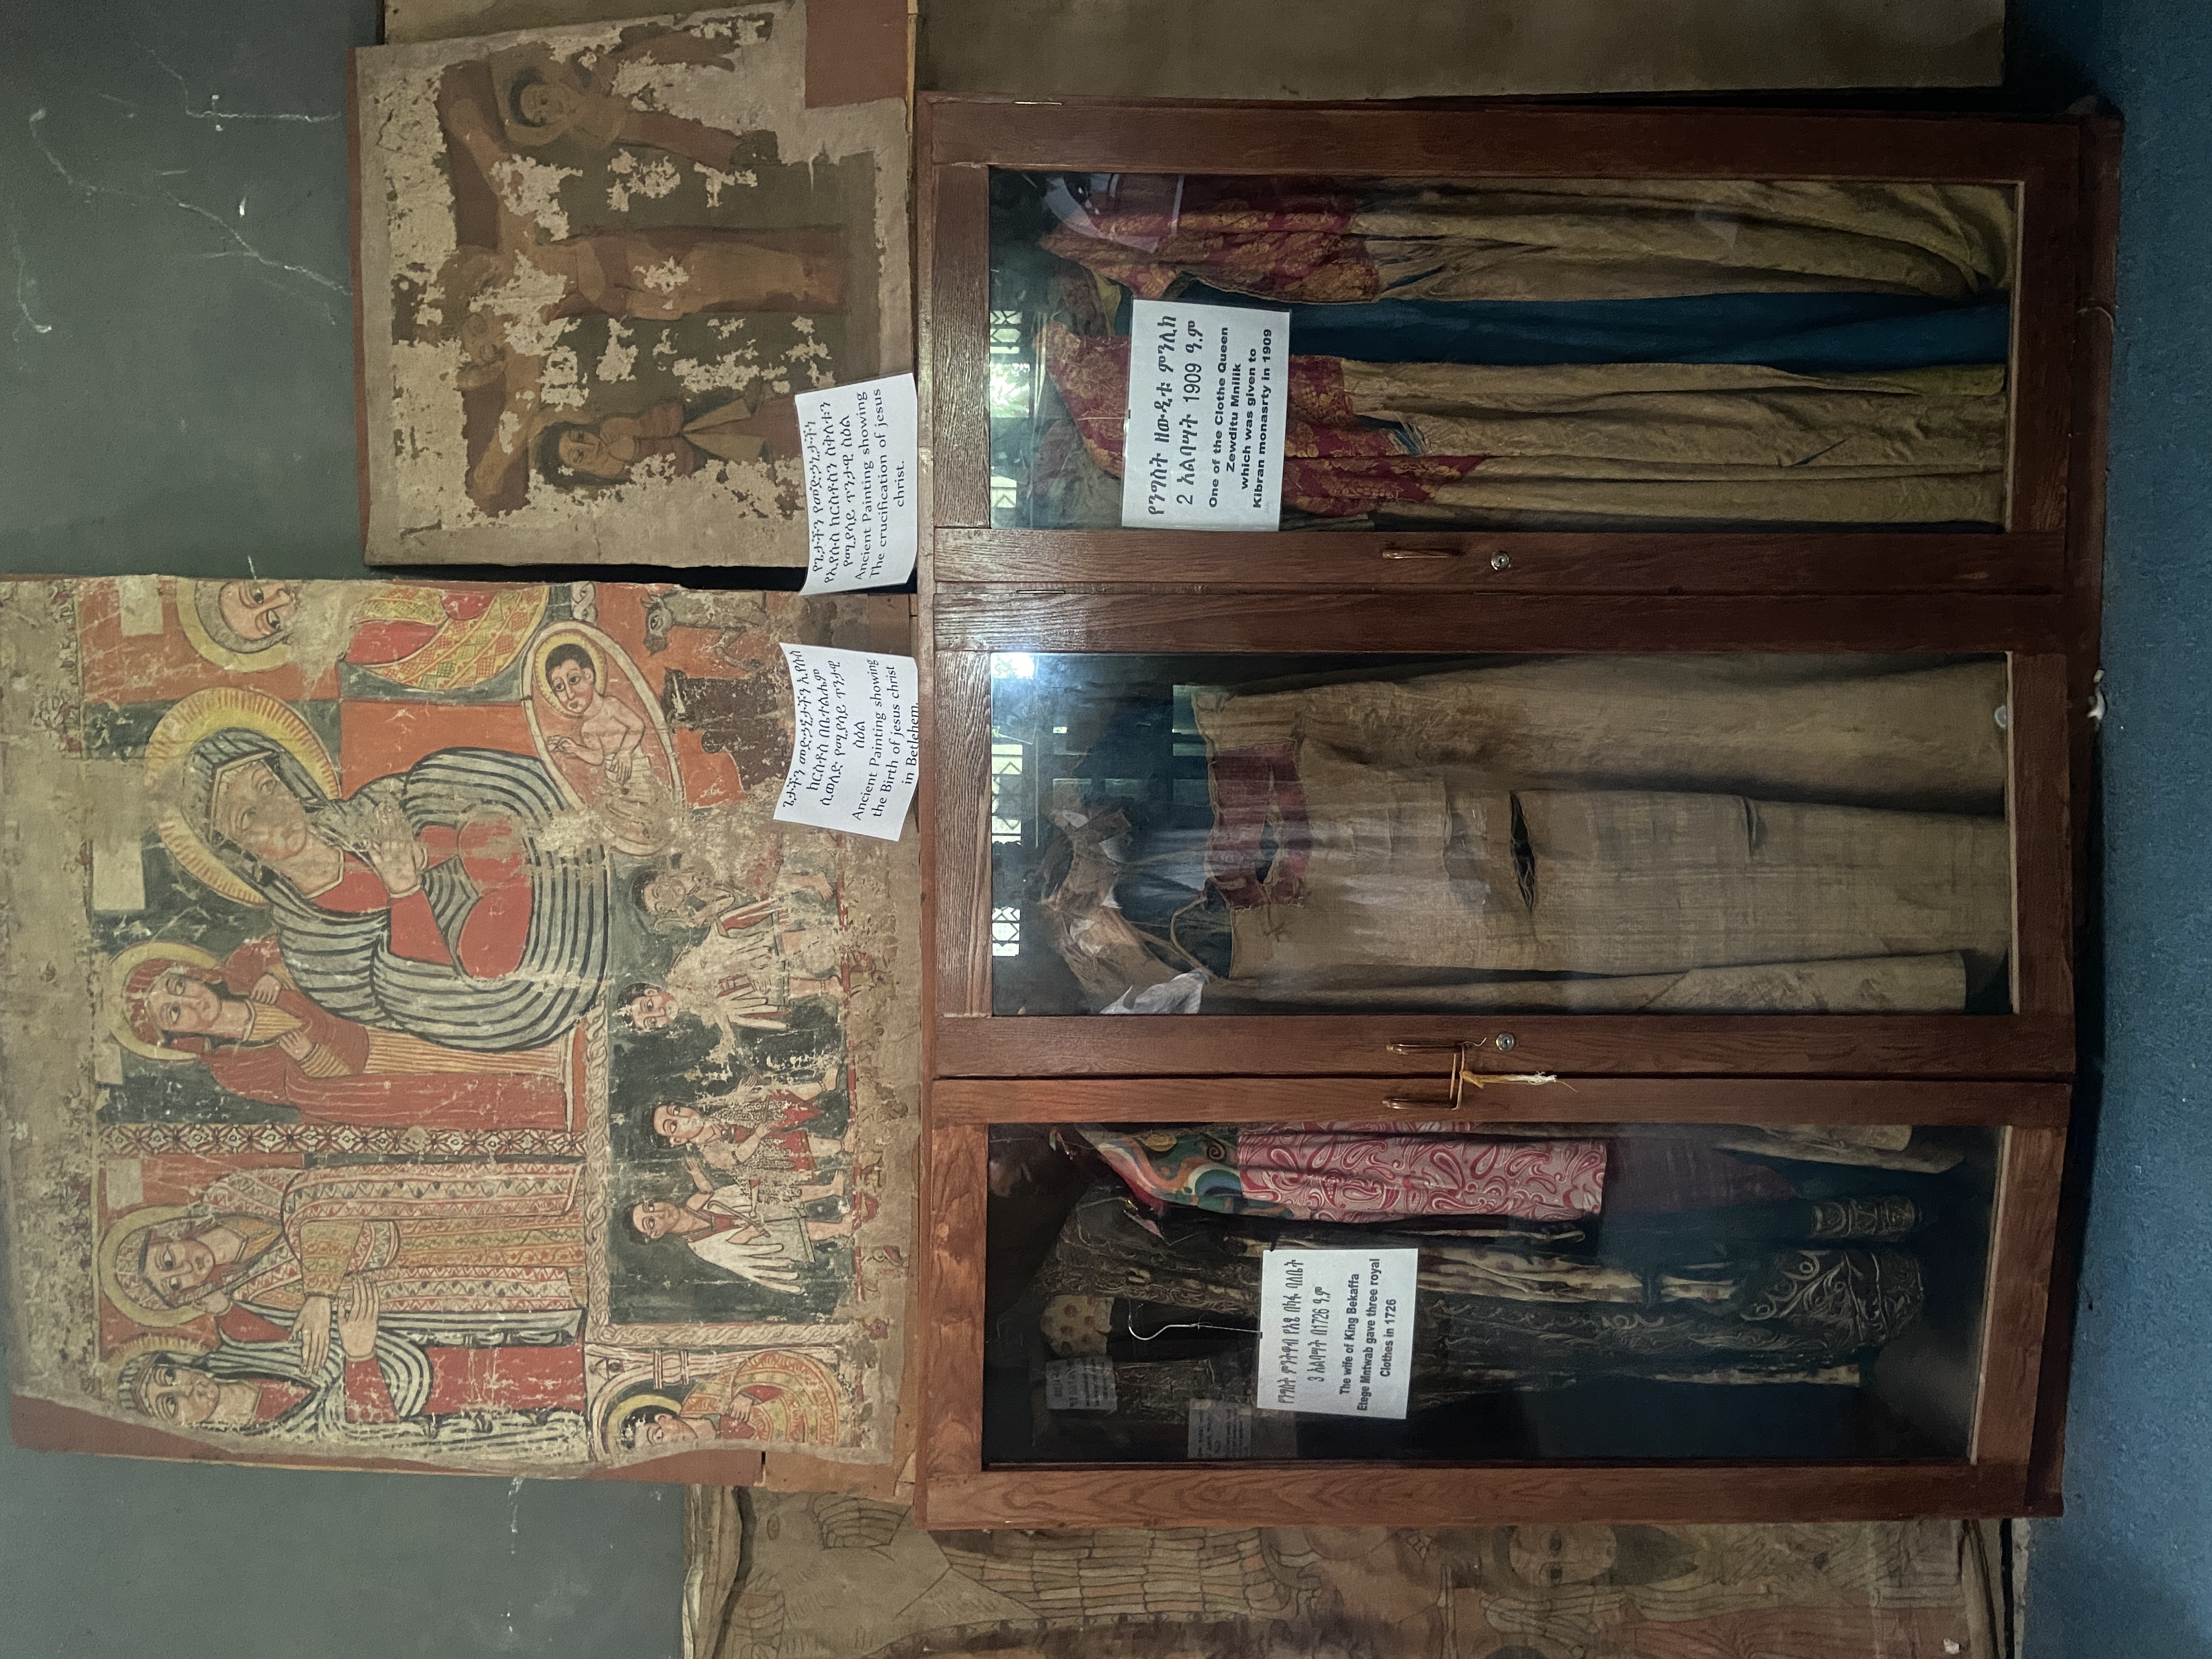 ጌታችን መድኃኒታችን ኢየሱስ
ክርስቶስ በቤተልሔም
ሲወለድ የሚያሳይ ጥንታዊ
ስዕል
Ancient Painting showing
the Birth of jesus christ
in Betlehem.
የጌታችን የመድኃኒታችነ
የኢየሱስ ክርስቶስን ስቅለቱን
የሚያሳይ ጥንታዊ ስዕል
Ancient Painting showing
The crucification of jesus
christ.
የንግስት ምንትዋብ የአፄ በካፋ ባለቤት
3 አልባሣት በ1726 ዓ.ም
The wife of King Bekaffa
Etege Mntwab gave three royal
Clothes in 1726
የንግስት ዘውዲቱ ምንሊክ
2 አልባሣት 1909 ዓ.ም
One of the Clothe Queen
Zewditu Mnilik
which was given to
Kibran monasrty in 1909